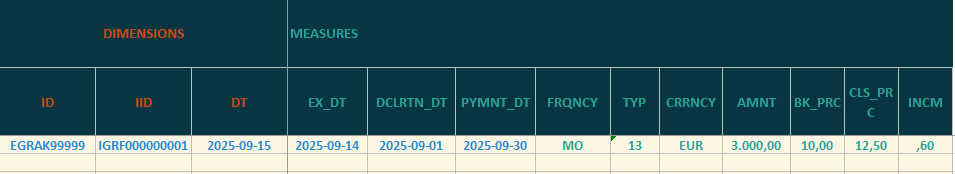 DIMENSIONS MEASURES
ID IID DT EX_DT DCLRTN_DT PYMNT_DT FRQNCY TYP CRRNCY AMNT BK_PRC CLS_PR INCM
C
EGRAK99999 IGRF000000001 2025-09-15 2025-09-14 2025-09-01 2025-09-30 MO 13 EUR 3.000,00 10,00 12,50 ,60